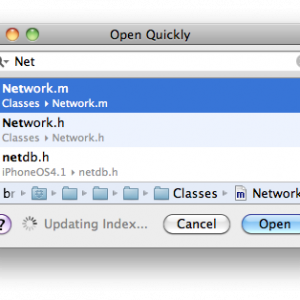 Open Quickly
Net
Network.m
Classes ▸ Network.m
Network.h
Classes ▸ Network.h
netdb.h
iPhoneOS4.1 ▸ netdb.h
br ▸ ▸ ▸ ▸ ▸ Classes ▸ m Network
? Updating Index... Cancel Open